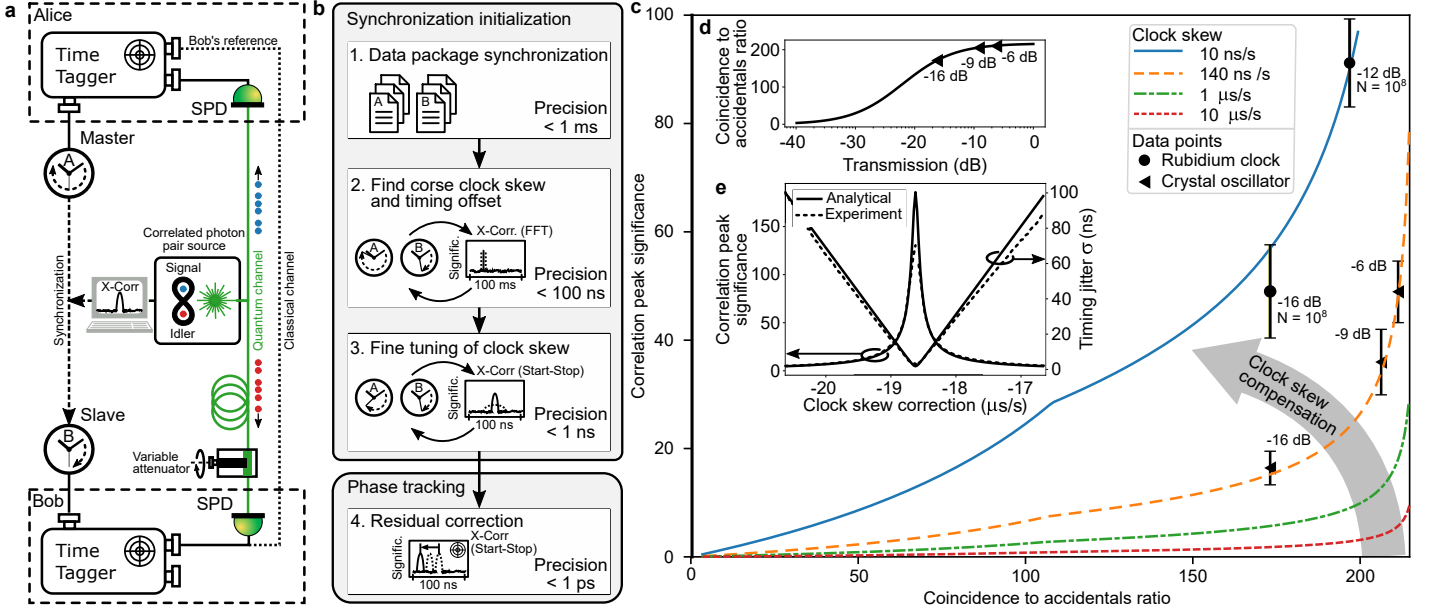 a
Alice
Bob's reference
Time
Tagger
SPD
Master
A
Correlated photon
pair source
Signal
X-Corr
Idler
Synchronization
Quantum channel
Classical channel
Slave
B
Variable
attenuator
SPD
Bob
Time
Tagger
b
Synchronization initialization
1. Data package synchronization
A
B
Precision
< 1 ms
2. Find corse clock skew
and timing offset
X-Corr. (FFT)
A
B
Signific.
100 ms
Precision
< 100 ns
3. Fine tuning of clock skew
X-Corr (Start-Stop)
A
B
Signific.
100 ns
Precision
< 1 ns
Phase tracking
4. Residual correction
X-Corr
(Start-Stop)
Signific.
100 ns
Precision
< 1 ps
c
100
80
60
40
20
0
Correlation peak significance
0
50
100
150
200
Coincidence to accidentals ratio
Clock skew
10 ns/s
140 ns /s
1 μs/s
10 μs/s
Data points
Rubidium clock
Crystal oscillator
-12 dB
N = 10⁸
-16 dB
N = 10⁸
-6 dB
-9 dB
-16 dB
Clock skew
compensation
d
Coincidence to
accidentals ratio
200
100
0
-16 dB
-9 dB
-6 dB
-40
-30
-20
-10
0
Transmission (dB)
e
Analytical
Experiment
Correlation peak
significance
150
100
50
0
100
80
60
40
20
0
Timing jitter σ (ns)
-20
-19
-18
-17
Clock skew correction (μs/s)